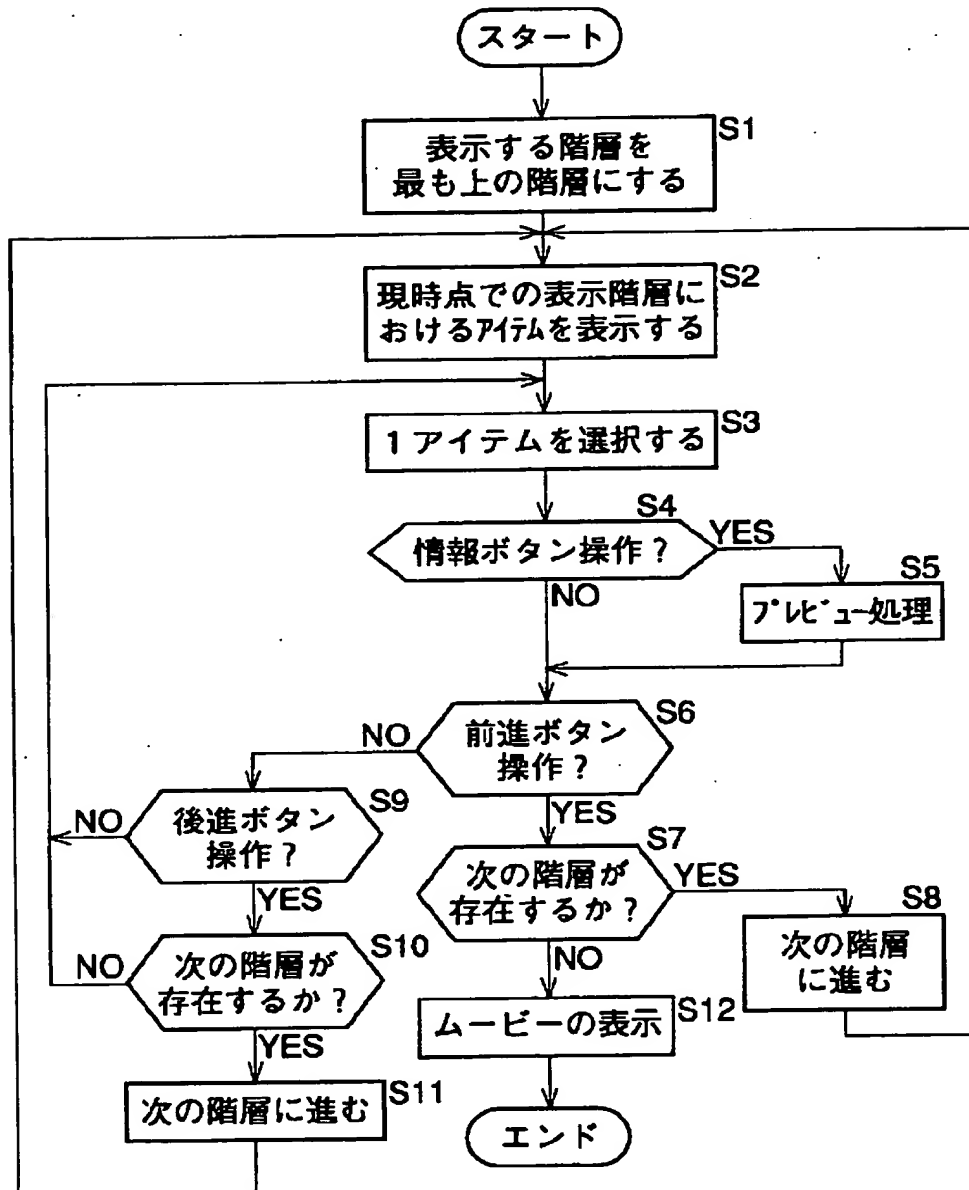 スタート
S1
表示する階層を
最も上の階層にする
S2
現時点での表示階層に
おけるｱｲﾃﾑを表示する
S3
1アイテムを選択する
S4
情報ボタン操作？
YES
NO
S5
ﾌﾟﾚﾋﾞｭｰ処理
S6
前進ボタン
操作？
NO
YES
S9
後進ボタン
操作？
NO
YES
S7
次の階層が
存在するか？
YES
NO
S8
次の階層
に進む
S10
次の階層が
存在するか？
NO
YES
S12
ムービーの表示
S11
次の階層に進む
エンド